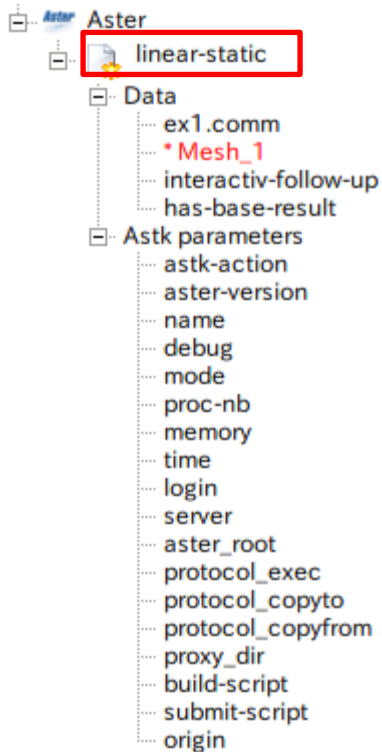 Aster Aster
linear-static
Data
ex1.comm
* Mesh_1
interactiv-follow-up
has-base-result
Astk parameters
astk-action
aster-version
name
debug
mode
proc-nb
memory
time
login
server
aster_root
protocol_exec
protocol_copyto
protocol_copyfrom
proxy_dir
build-script
submit-script
origin